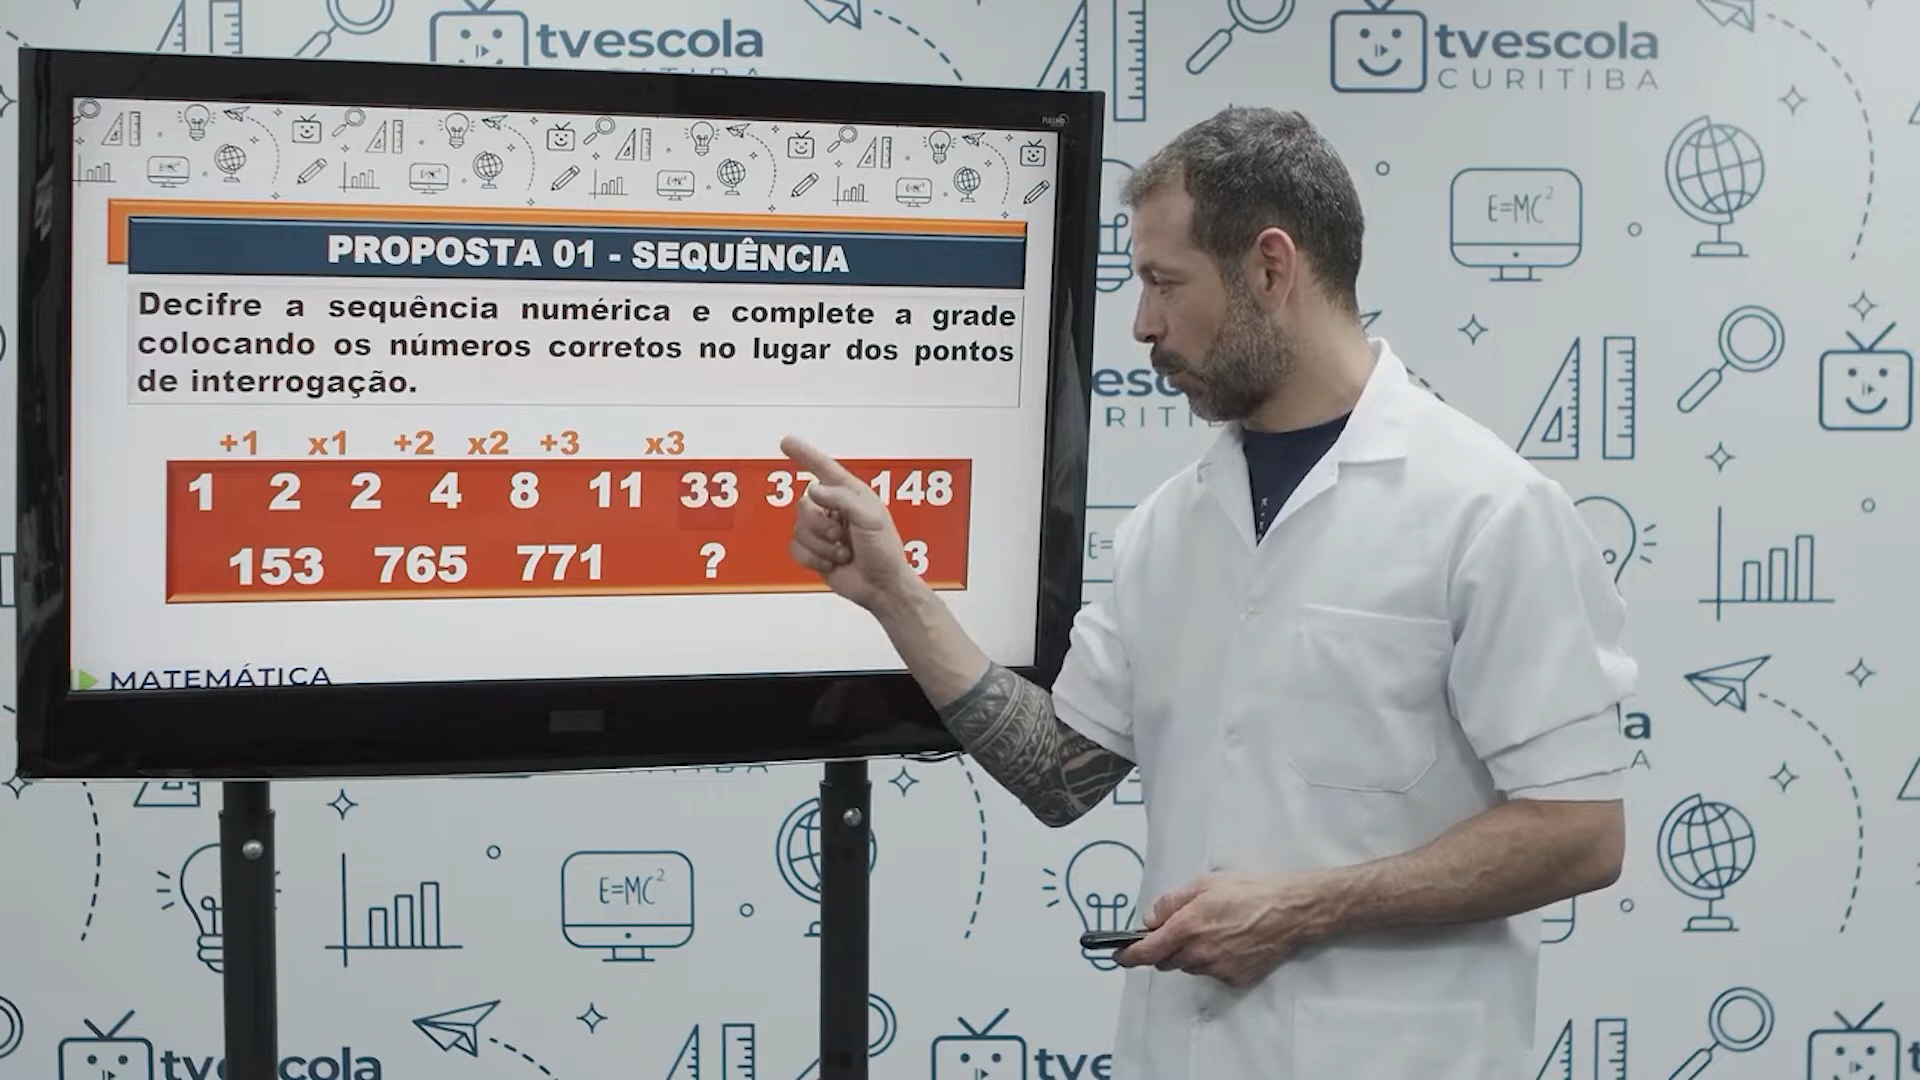 tvescola
tvescola
CURITIBA
PROPOSTA 01 - SEQUÊNCIA
Decifre a sequência numérica e complete a grade
colocando os números corretos no lugar dos pontos
de interrogação.
+1 x1 +2 x2 +3 x3
1 2 2 4 8 11 33 37 148
153 765 771 ?
MATEMÁTICA
E=MC²
E=MC²
tvescola